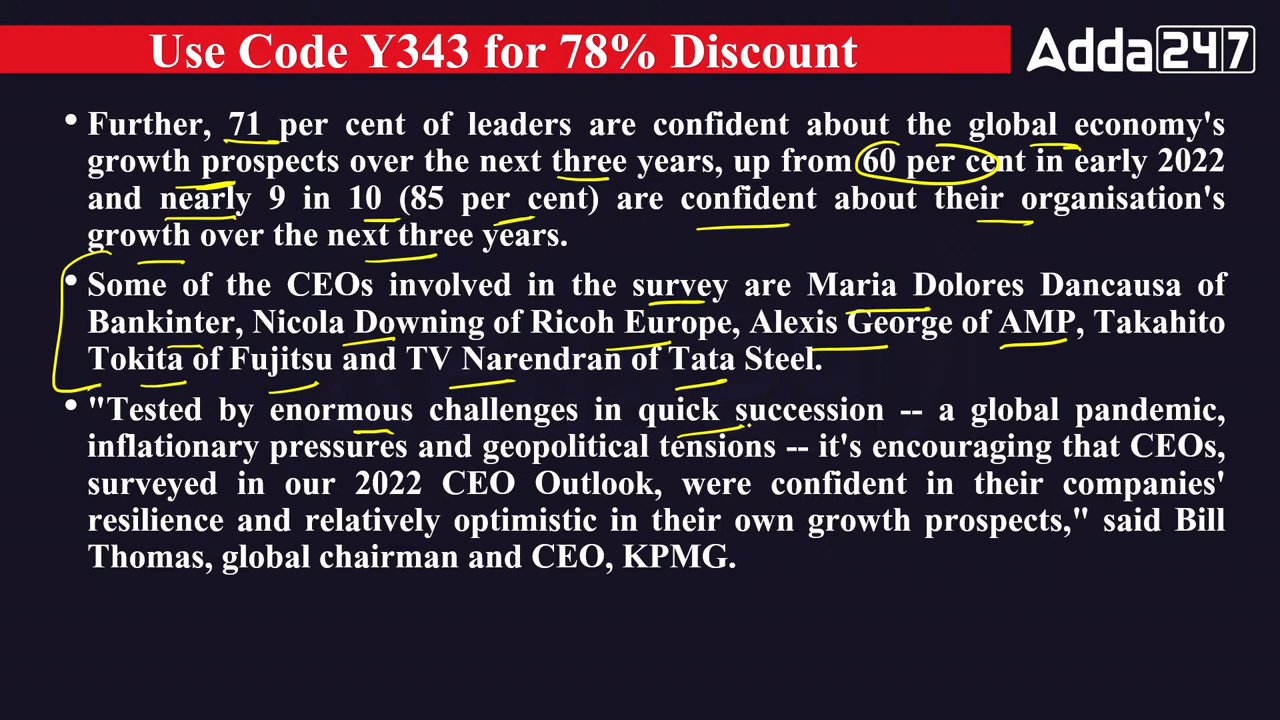 Use Code Y343 for 78% Discount
Adda247
• Further, 71 per cent of leaders are confident about the global economy's
growth prospects over the next three years, up from 60 per cent in early 2022
and nearly 9 in 10 (85 per cent) are confident about their organisation's
growth over the next three years.
• Some of the CEOs involved in the survey are Maria Dolores Dancausa of
Bankinter, Nicola Downing of Ricoh Europe, Alexis George of AMP, Takahito
Tokita of Fujitsu and TV Narendran of Tata Steel.
• "Tested by enormous challenges in quick succession -- a global pandemic,
inflationary pressures and geopolitical tensions -- it's encouraging that CEOs,
surveyed in our 2022 CEO Outlook, were confident in their companies'
resilience and relatively optimistic in their own growth prospects," said Bill
Thomas, global chairman and CEO, KPMG.